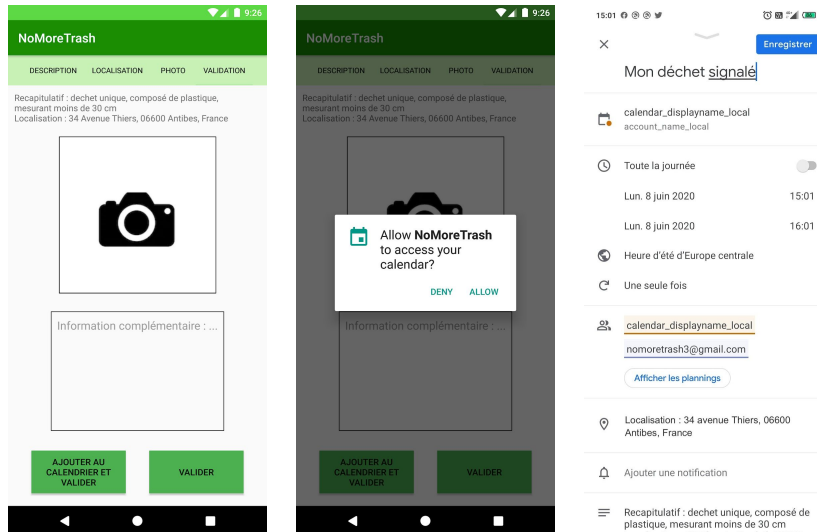 9:26
NoMoreTrash
DESCRIPTION LOCALISATION PHOTO VALIDATION
Recapitulatif : dechet unique, composé de plastique,
mesurant moins de 30 cm
Localisation : 34 Avenue Thiers, 06600 Antibes, France
Information complémentaire : ...
AJOUTER AU
CALENDRIER ET
VALIDER
VALIDER
9:26
NoMoreTrash
DESCRIPTION LOCALISATION PHOTO VALIDATION
Recapitulatif : dechet unique, composé de plastique,
mesurant moins de 30 cm
Localisation : 34 Avenue Thiers, 06600 Antibes, France
Allow NoMoreTrash
to access your
calendar?
DENY ALLOW
Information complémentaire : ...
AJOUTER AU
CALENDRIER ET
VALIDER
VALIDER
15:01
Enregistrer
Mon déchet signalé
calendar_displayname_local
account_name_local
Toute la journée
Lun. 8 juin 2020 15:01
Lun. 8 juin 2020 16:01
Heure d'été d'Europe centrale
Une seule fois
calendar_displayname_local
nomoretrash3@gmail.com
Afficher les plannings
Localisation : 34 avenue Thiers, 06600
Antibes, France
Ajouter une notification
Recapitulatif : dechet unique, composé de
plastique, mesurant moins de 30 cm